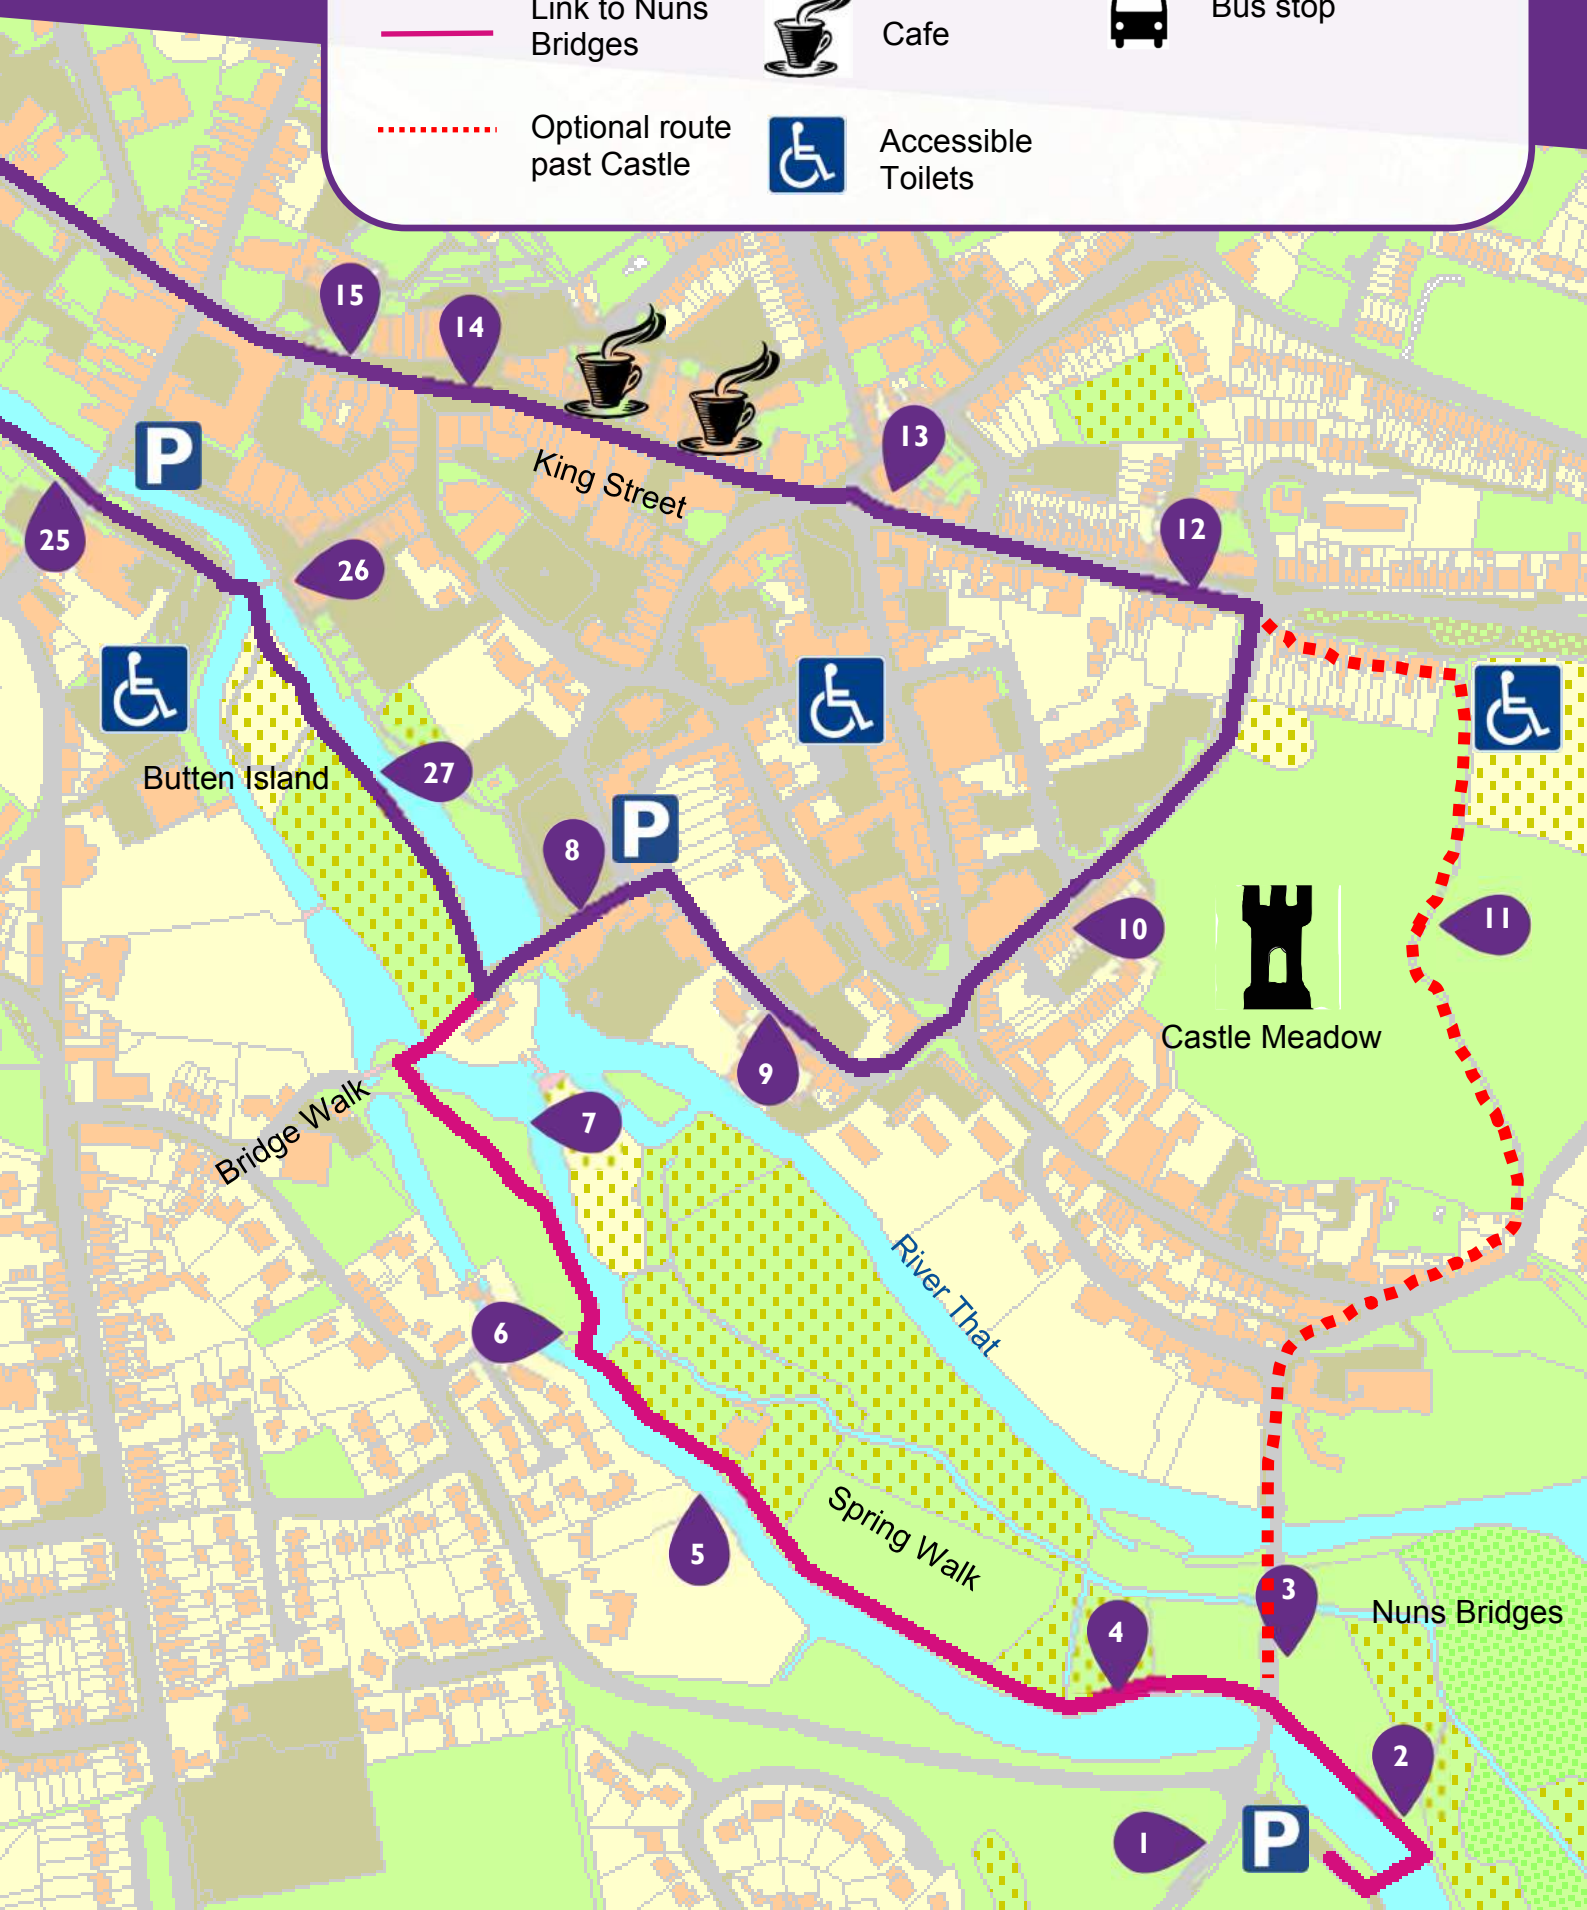 Link to Nuns
Bridges
Cafe
Bus stop
Optional route
past Castle
Accessible
Toilets
15
14
13
12
P
King Street
25
26
27
Butten Island
P
8
10
11
Castle Meadow
9
7
Bridge Walk
River That
6
5
Spring Walk
4
3
Nuns Bridges
2
1
P